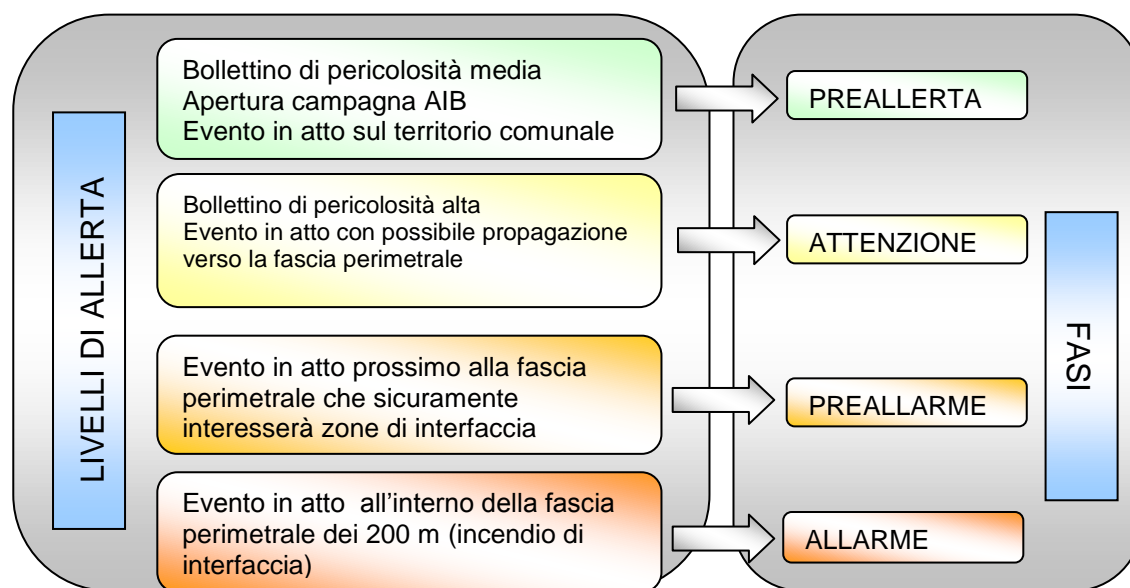 LIVELLI DI ALLERTA
Bollettino di pericolosità media
Apertura campagna AIB
Evento in atto sul territorio comunale
PREALLERTA
Bollettino di pericolosità alta
Evento in atto con possibile propagazione
verso la fascia perimetrale
ATTENZIONE
Evento in atto prossimo alla fascia
perimetrale che sicuramente
interesserà zone di interfaccia
PREALLARME
Evento in atto  all'interno della fascia
perimetrale dei 200 m (incendio di
interfaccia)
ALLARME
FASI